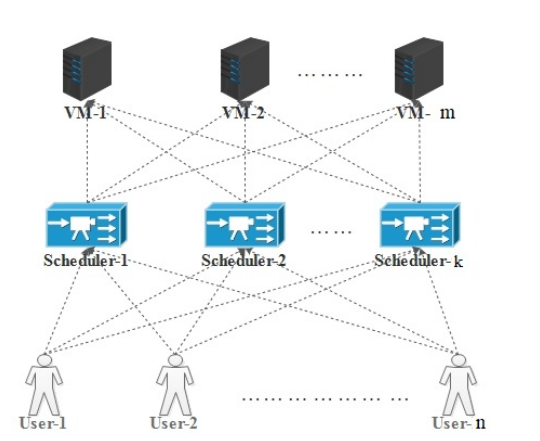 VM-1 VM-2 ......... VM- m
Scheduler-1 Scheduler-2 ...... Scheduler-k
User-1 User-2 .................. User- n